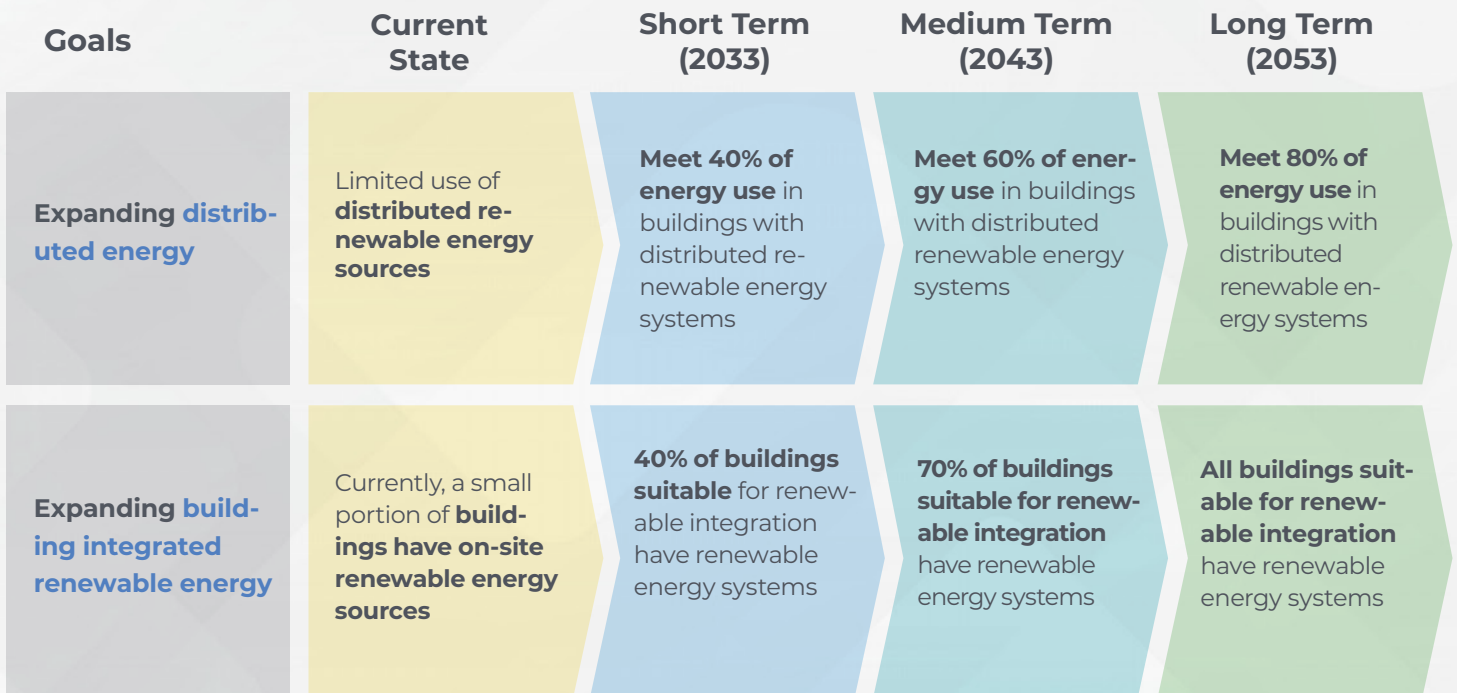 Goals
Current
State
Short Term
(2033)
Medium Term
(2043)
Long Term
(2053)
Expanding distrib-
uted energy
Limited use of
distributed re-
newable energy
sources
Meet 40% of
energy use in
buildings with
distributed re-
newable energy
systems
Meet 60% of ener-
gy use in buildings
with distributed
renewable energy
systems
Meet 80% of
energy use in
buildings with
distributed
renewable en-
ergy systems
Expanding build-
ing integrated
renewable energy
Currently, a small
portion of build-
ings have on-site
renewable energy
sources
40% of buildings
suitable for renew-
able integration
have renewable
energy systems
70% of buildings
suitable for renew-
able integration
have renewable
energy systems
All buildings suit-
able for renew-
able integration
have renewable
energy systems